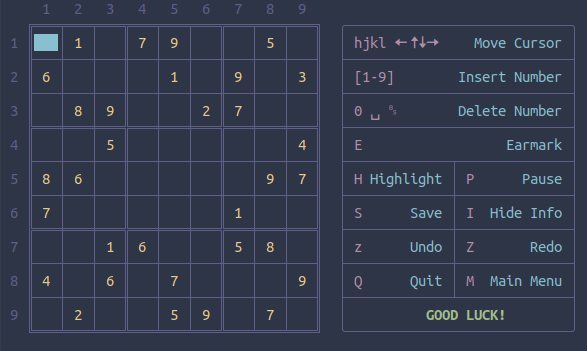 1 2 3 4 5 6 7 8 9
1 1 7 9 5
2 6 1 9 3
3 8 9 2 7
4 5 4
5 8 6 9 7
6 7 1
7 1 6 5 8
8 4 6 7 9
9 2 5 9 7
hjkl ←↑↓→ Move Cursor
[1-9] Insert Number
0 ␣ ␈ Delete Number
E Earmark
H Highlight P Pause
S Save I Hide Info
z Undo Z Redo
Q Quit M Main Menu
GOOD LUCK!